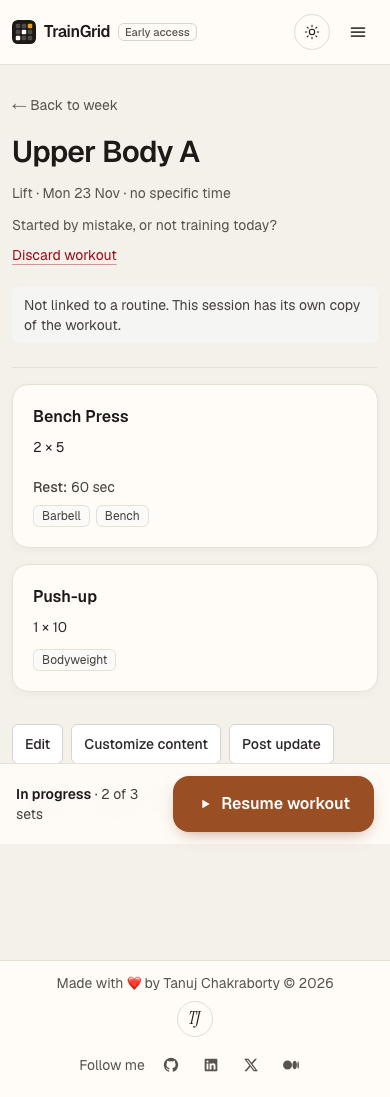 TrainGrid Early access
← Back to week
Upper Body A
Lift · Mon 23 Nov · no specific time
Started by mistake, or not training today?
Discard workout
Not linked to a routine. This session has its own copy
of the workout.
Bench Press
2 × 5
Rest: 60 sec
Barbell Bench
Push-up
1 × 10
Bodyweight
Edit Customize content Post update
In progress · 2 of 3
sets
Resume workout
Made with ❤️ by Tanuj Chakraborty © 2026
TJ
Follow me